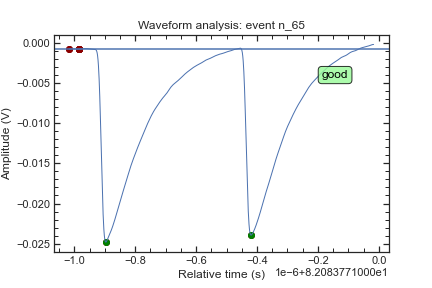 Waveform analysis: event n_65
0.000
−0.005
−0.010
−0.015
−0.020
−0.025
Amplitude (V)
good
−1.0
−0.8
−0.6
−0.4
−0.2
0.0
Relative time (s)
1e−6+8.2083771000e1